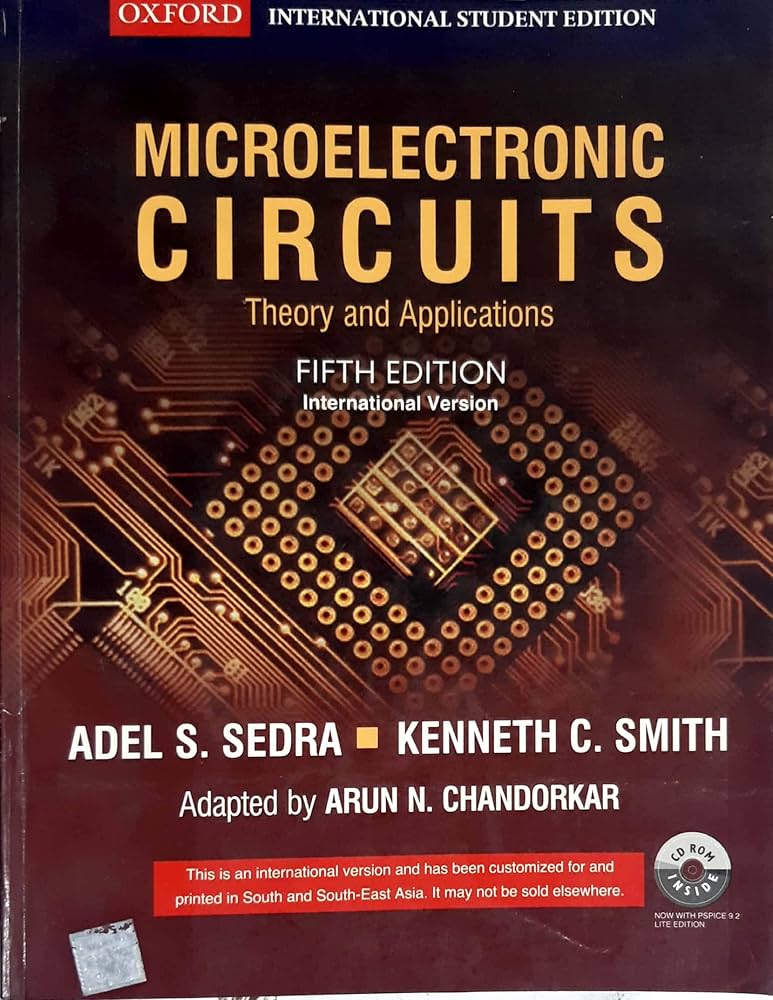 OXFORD INTERNATIONAL STUDENT EDITION
MICROELECTRONIC
CIRCUITS
Theory and Applications
FIFTH EDITION
International Version
1K
1K
ADEL S. SEDRA ■ KENNETH C. SMITH
Adapted by ARUN N. CHANDORKAR
This is an international version and has been customized for and
printed in South and South-East Asia. It may not be sold elsewhere.
CD ROM
INSIDE
NOW WITH PSPICE 9.2
LITE EDITION